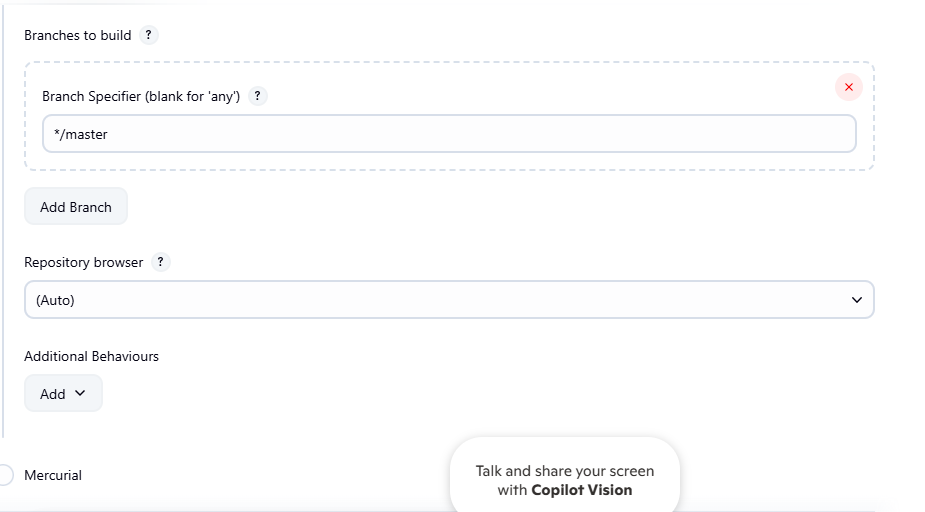 Branches to build ?
Branch Specifier (blank for 'any') ?
*/master
Add Branch
Repository browser ?
(Auto)
Additional Behaviours
Add
Mercurial
Talk and share your screen
with Copilot Vision